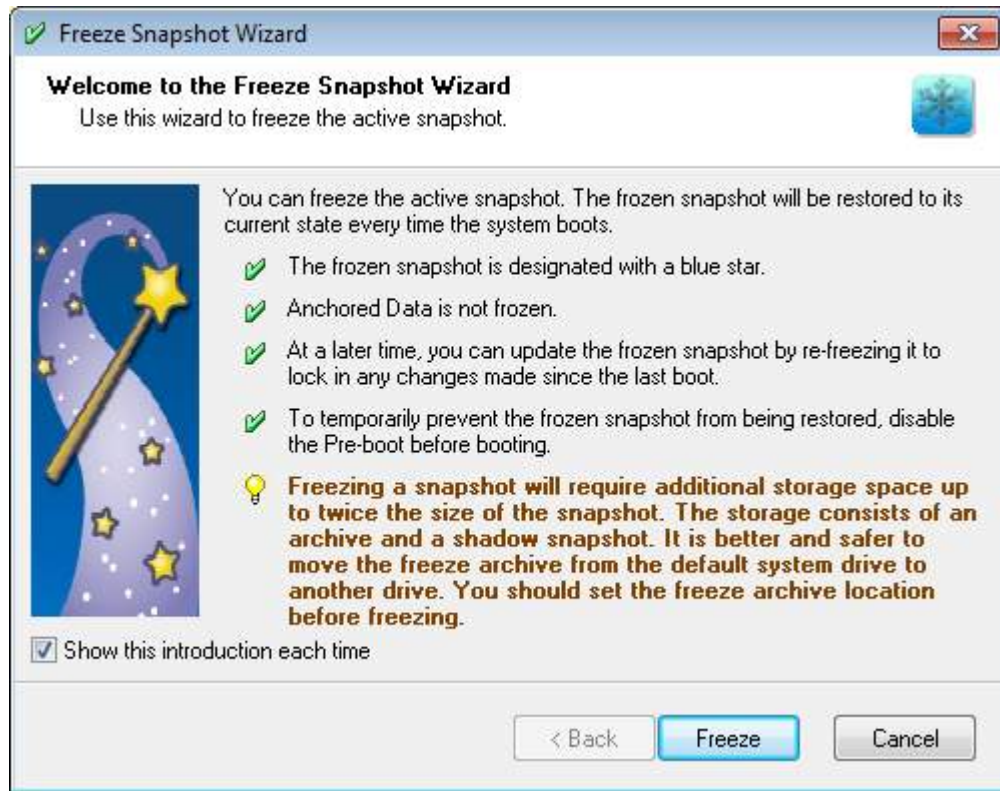 Freeze Snapshot Wizard
Welcome to the Freeze Snapshot Wizard
Use this wizard to freeze the active snapshot.
You can freeze the active snapshot. The frozen snapshot will be restored to its
current state every time the system boots.
The frozen snapshot is designated with a blue star.
Anchored Data is not frozen.
At a later time, you can update the frozen snapshot by re-freezing it to
lock in any changes made since the last boot.
To temporarily prevent the frozen snapshot from being restored, disable
the Pre-boot before booting.
Freezing a snapshot will require additional storage space up
to twice the size of the snapshot. The storage consists of an
archive and a shadow snapshot. It is better and safer to
move the freeze archive from the default system drive to
another drive. You should set the freeze archive location
before freezing.
Show this introduction each time
< Back
Freeze
Cancel